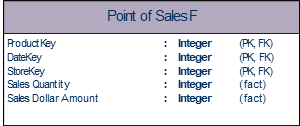 Point of Sales F
ProductKey : Integer (PK, FK)
DateKey : Integer (PK, FK)
StoreKey : Integer (PK, FK)
Sales Quantity : Integer (fact)
Sales Dollar Amount : Integer (fact)